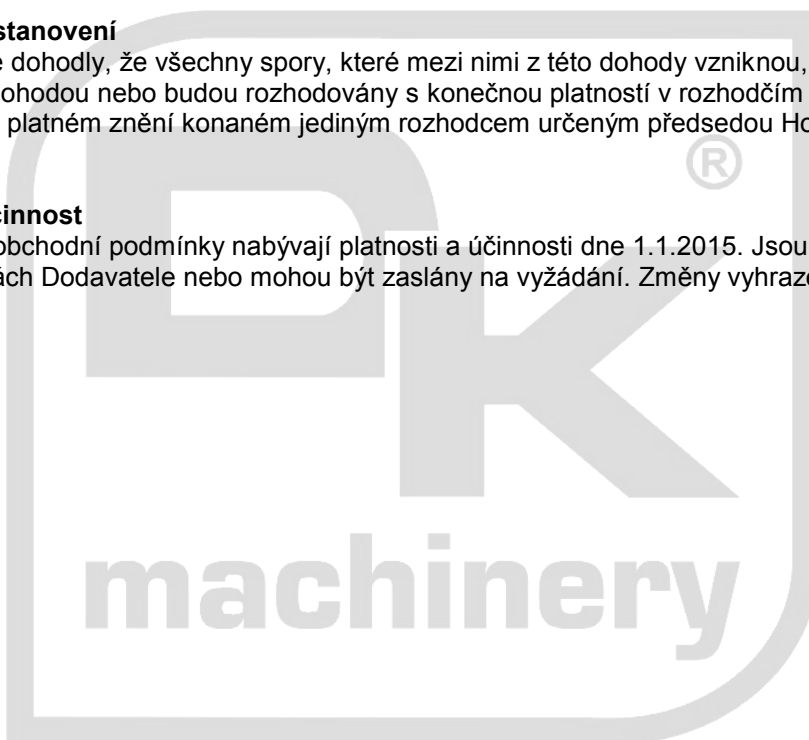 stanovení
e dohodly, že všechny spory, které mezi nimi z této dohody vzniknou,
ohodou nebo budou rozhodovány s konečnou platností v rozhodčím
platném znění konaném jediným rozhodcem určeným předsedou Ho
®
činnost
obchodní podmínky nabývají platnosti a účinnosti dne 1.1.2015. Jsou
ách Dodavatele nebo mohou být zaslány na vyžádání. Změny vyhraze
DK
machinery